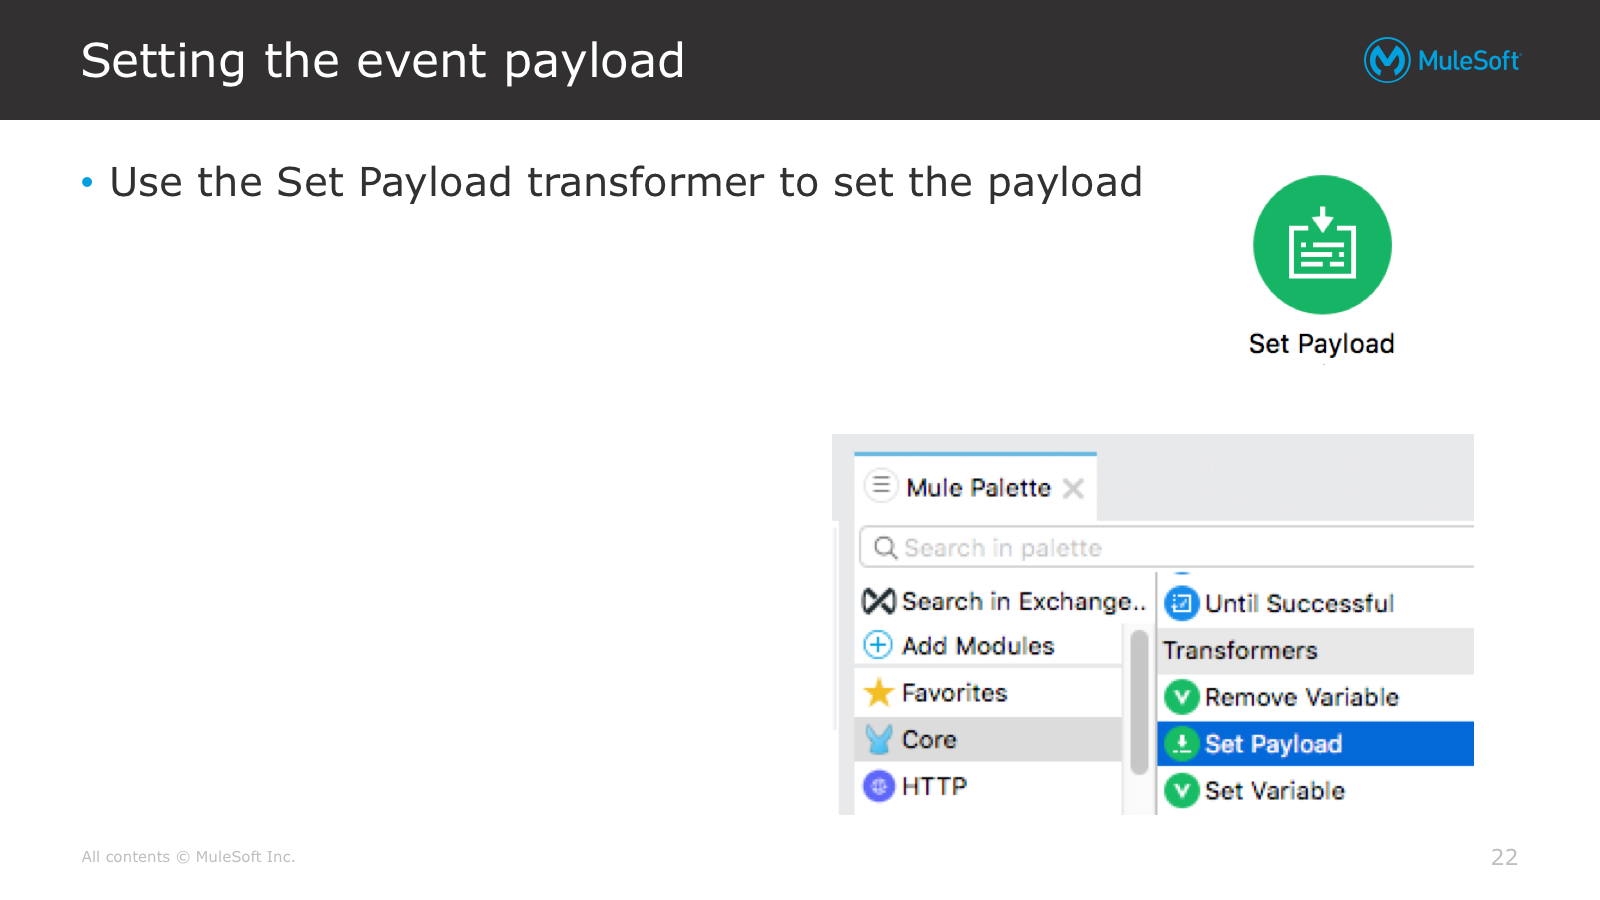 Setting the event payload
MuleSoft
• Use the Set Payload transformer to set the payload
Set Payload
Mule Palette
Search in palette
Search in Exchange..
Add Modules
Favorites
Core
HTTP
Until Successful
Transformers
Remove Variable
Set Payload
Set Variable
All contents © MuleSoft Inc.
22